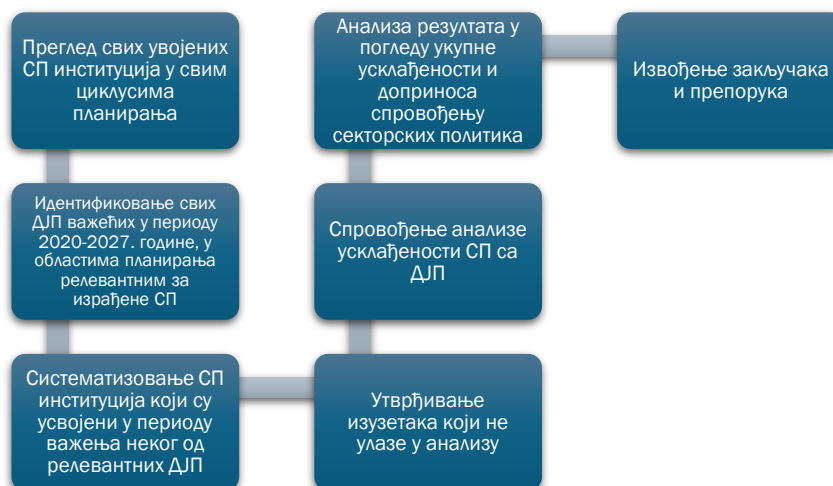 Преглед свих увојених
СП институција у свим
циклусима
планирања
Идентификовање свих
ДЈП важећих у периоду
2020-2027. године, у
областима планирања
релевантним за
израђене СП
Систематизовање СП
институција који су
усвојени у периоду
важења неког од
релевантних ДЈП
Утврђивање
изузетака који не
улазе у анализу
Спровођење анализе
усклађености СП са
ДЈП
Анализа резултата у
погледу укупне
усклађености и
доприноса
спровођењу
секторских политика
Извођење закључака
и препорука